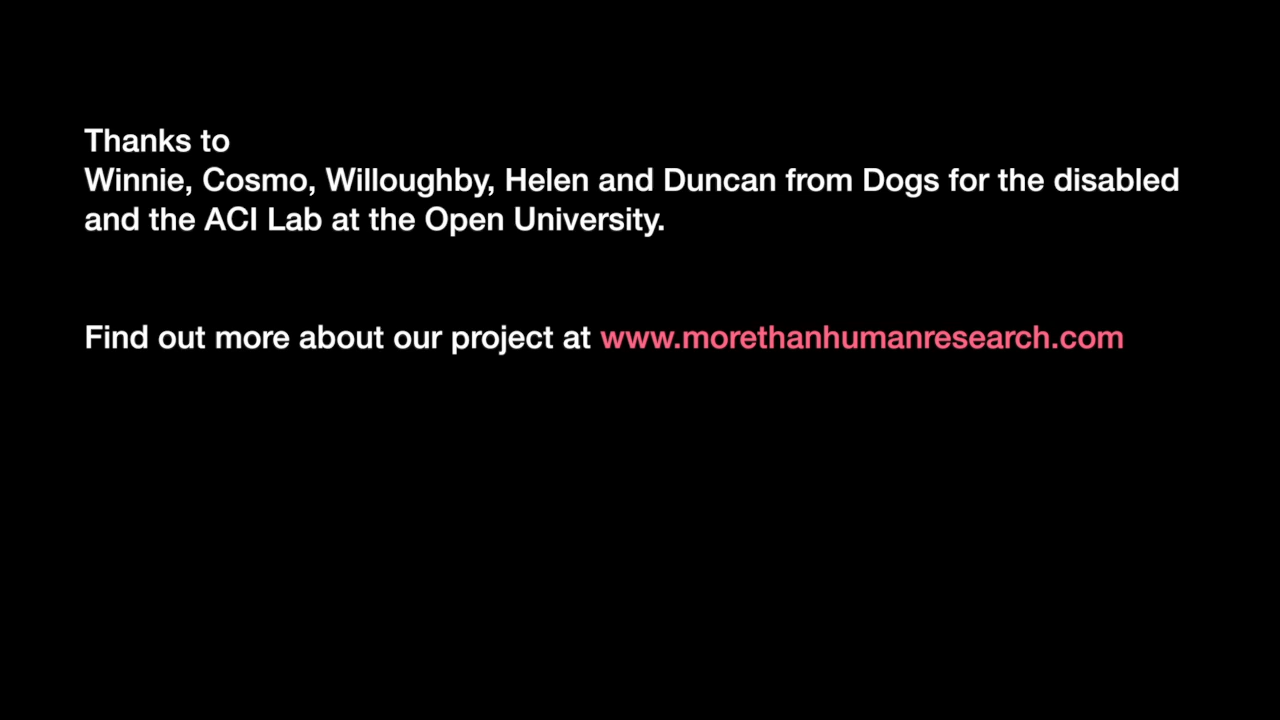 Thanks to
Winnie, Cosmo, Willoughby, Helen and Duncan from Dogs for the disabled
and the ACI Lab at the Open University.
Find out more about our project at www.morethanhumanresearch.com